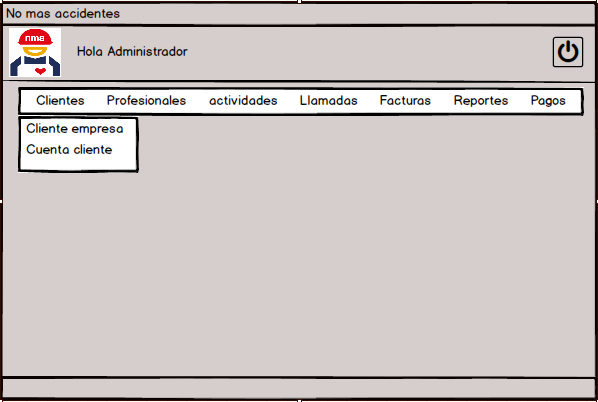 No mas accidentes
nma
Hola Administrador
Clientes Profesionales actividades Llamadas Facturas Reportes Pagos
Cliente empresa
Cuenta cliente